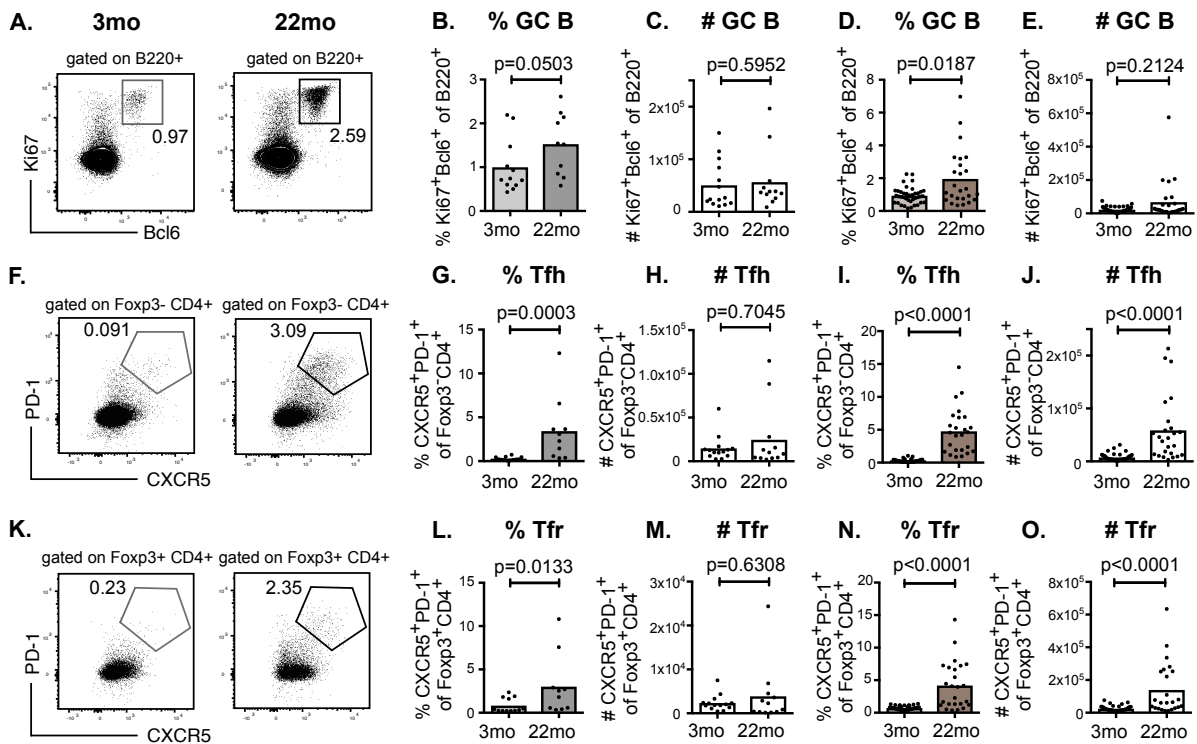 A. 3mo 22mo
gated on B220+ gated on B220+
0.97 2.59
Ki67
Bcl6
B. % GC B
% Ki67+Bcl6+ of B220+
p=0.0503
3
2
1
0
3mo 22mo
C. # GC B
# Ki67+Bcl6+ of B220+
p=0.5952
2x10^5
1x10^5
0
3mo 22mo
D. % GC B
% Ki67+Bcl6+ of B220+
p=0.0187
8
6
4
2
0
3mo 22mo
E. # GC B
# Ki67+Bcl6+ of B220+
p=0.2124
8x10^5
6x10^5
4x10^5
2x10^5
0
3mo 22mo
F.
gated on Foxp3- CD4+ gated on Foxp3- CD4+
0.091 3.09
PD-1
CXCR5
G. % Tfh
% CXCR5+PD-1+
of Foxp3-CD4+
p=0.0003
15
10
5
0
3mo 22mo
H. # Tfh
# CXCR5+PD-1+
of Foxp3-CD4+
p=0.7045
1.5x10^5
1.0x10^5
0.5x10^5
0
3mo 22mo
I. % Tfh
% CXCR5+PD-1+
of Foxp3-CD4+
p<0.0001
20
15
10
5
0
3mo 22mo
J. # Tfh
# CXCR5+PD-1+
of Foxp3-CD4+
p<0.0001
2x10^5
1x10^5
0
3mo 22mo
K.
gated on Foxp3+ CD4+ gated on Foxp3+ CD4+
0.23 2.35
PD-1
CXCR5
L. % Tfr
% CXCR5+PD-1+
of Foxp3+CD4+
p=0.0133
15
10
5
0
3mo 22mo
M. # Tfr
# CXCR5+PD-1+
of Foxp3+CD4+
p=0.6308
3x10^4
2x10^4
1x10^4
0
3mo 22mo
N. % Tfr
% CXCR5+PD-1+
of Foxp3+CD4+
p<0.0001
20
15
10
5
0
3mo 22mo
O. # Tfr
# CXCR5+PD-1+
of Foxp3+CD4+
p<0.0001
8x10^5
6x10^5
4x10^5
2x10^5
0
3mo 22mo